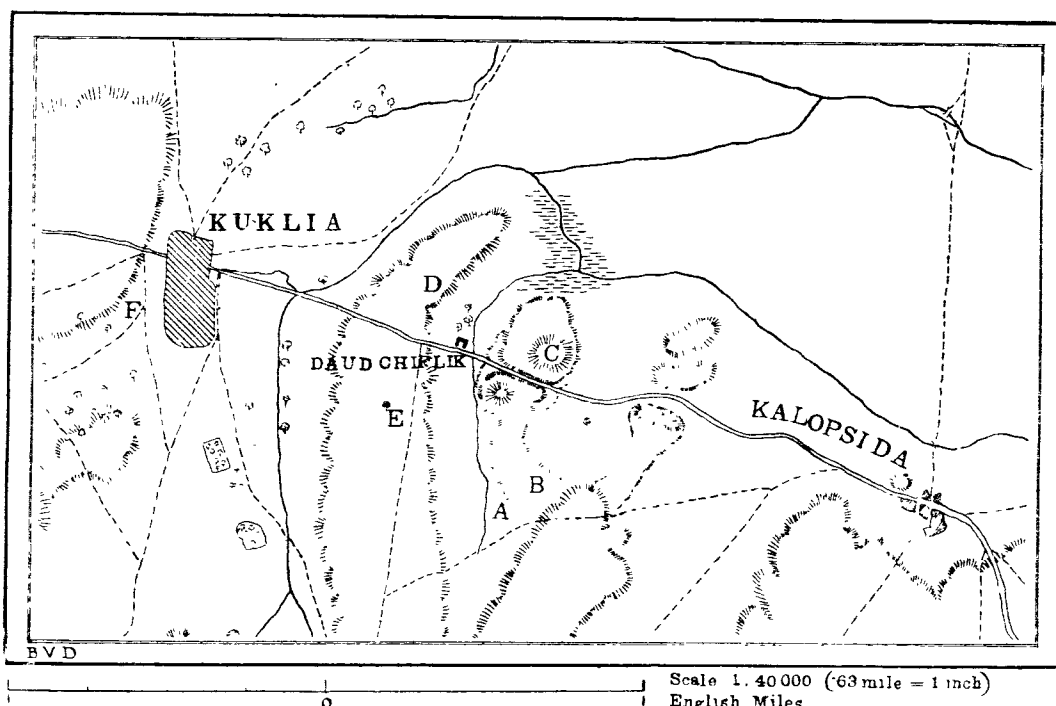 KUKLIA
D
F
DAUD CHIFLIK
C
E
KALOPSIDA
B
A
BVD
Scale 1.40000 (·63 mile = 1 inch)
0
English Miles